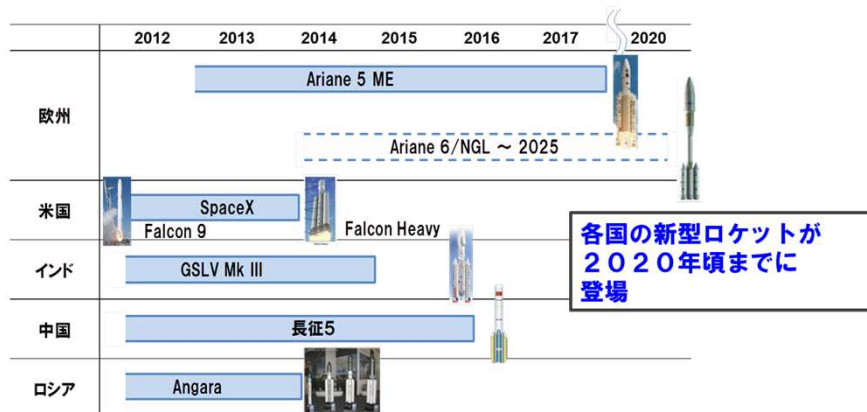 2012 2013 2014 2015 2016 2017 2020
欧州
Ariane 5 ME
Ariane 6/NGL ～ 2025
米国
SpaceX
Falcon 9
Falcon Heavy
各国の新型ロケットが
２０２０年頃までに
登場
インド
GSLV Mk III
中国
長征5
ロシア
Angara